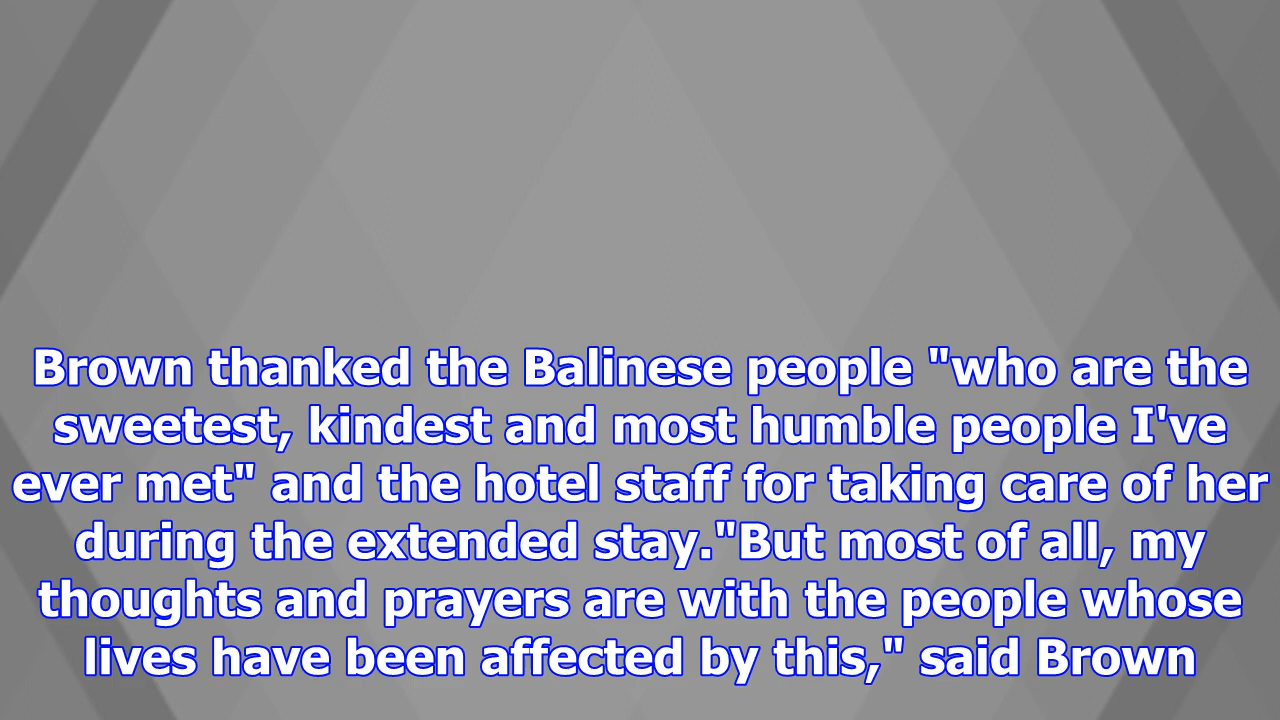 Brown thanked the Balinese people "who are the
sweetest, kindest and most humble people I've
ever met" and the hotel staff for taking care of her
during the extended stay."But most of all, my
thoughts and prayers are with the people whose
lives have been affected by this," said Brown